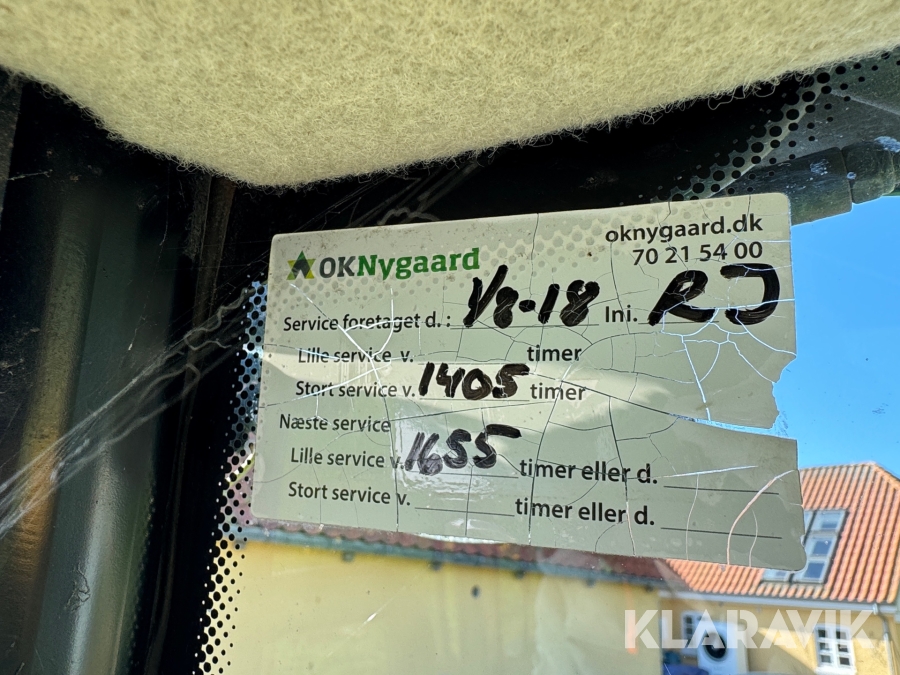 OKNygaard
oknygaard.dk
70 21 54 00
Service foretaget d.: 1/8-18 Ini. RJ
Lille service v. timer
Stort service v. 1405 timer
Næste service
Lille service v. 1655 timer eller d.
Stort service v. timer eller d.
KLARAVIK